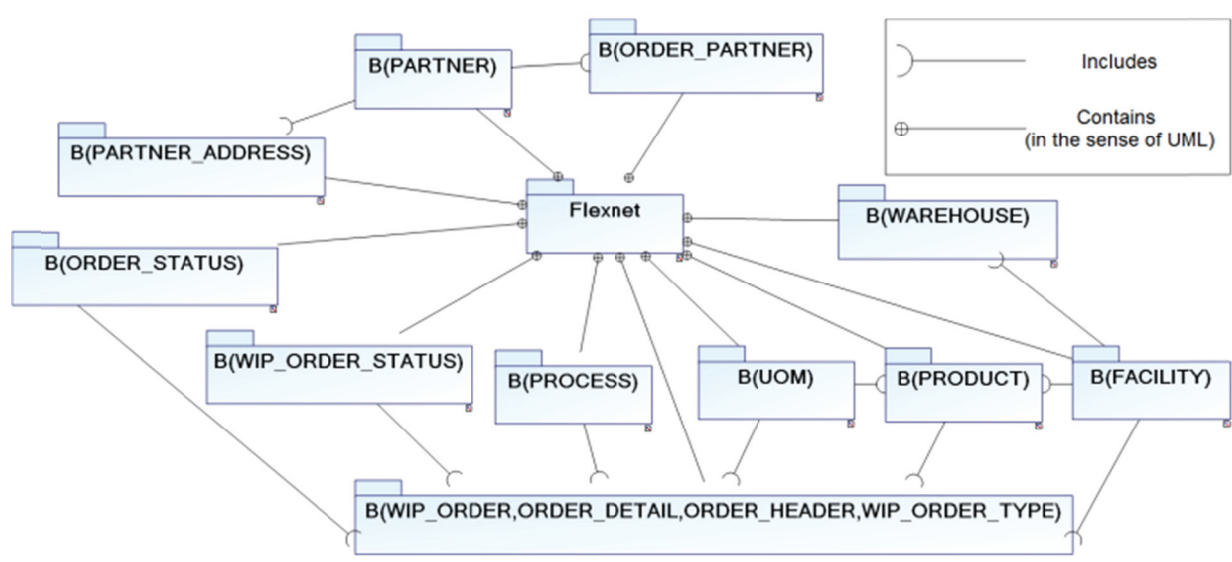 B(PARTNER)
B(ORDER_PARTNER)
Includes
Contains
(in the sense of UML)
B(PARTNER_ADDRESS)
Flexnet
B(WAREHOUSE)
B(ORDER_STATUS)
B(WIP_ORDER_STATUS)
B(PROCESS)
B(UOM)
B(PRODUCT)
B(FACILITY)
B(WIP_ORDER,ORDER_DETAIL,ORDER_HEADER,WIP_ORDER_TYPE)